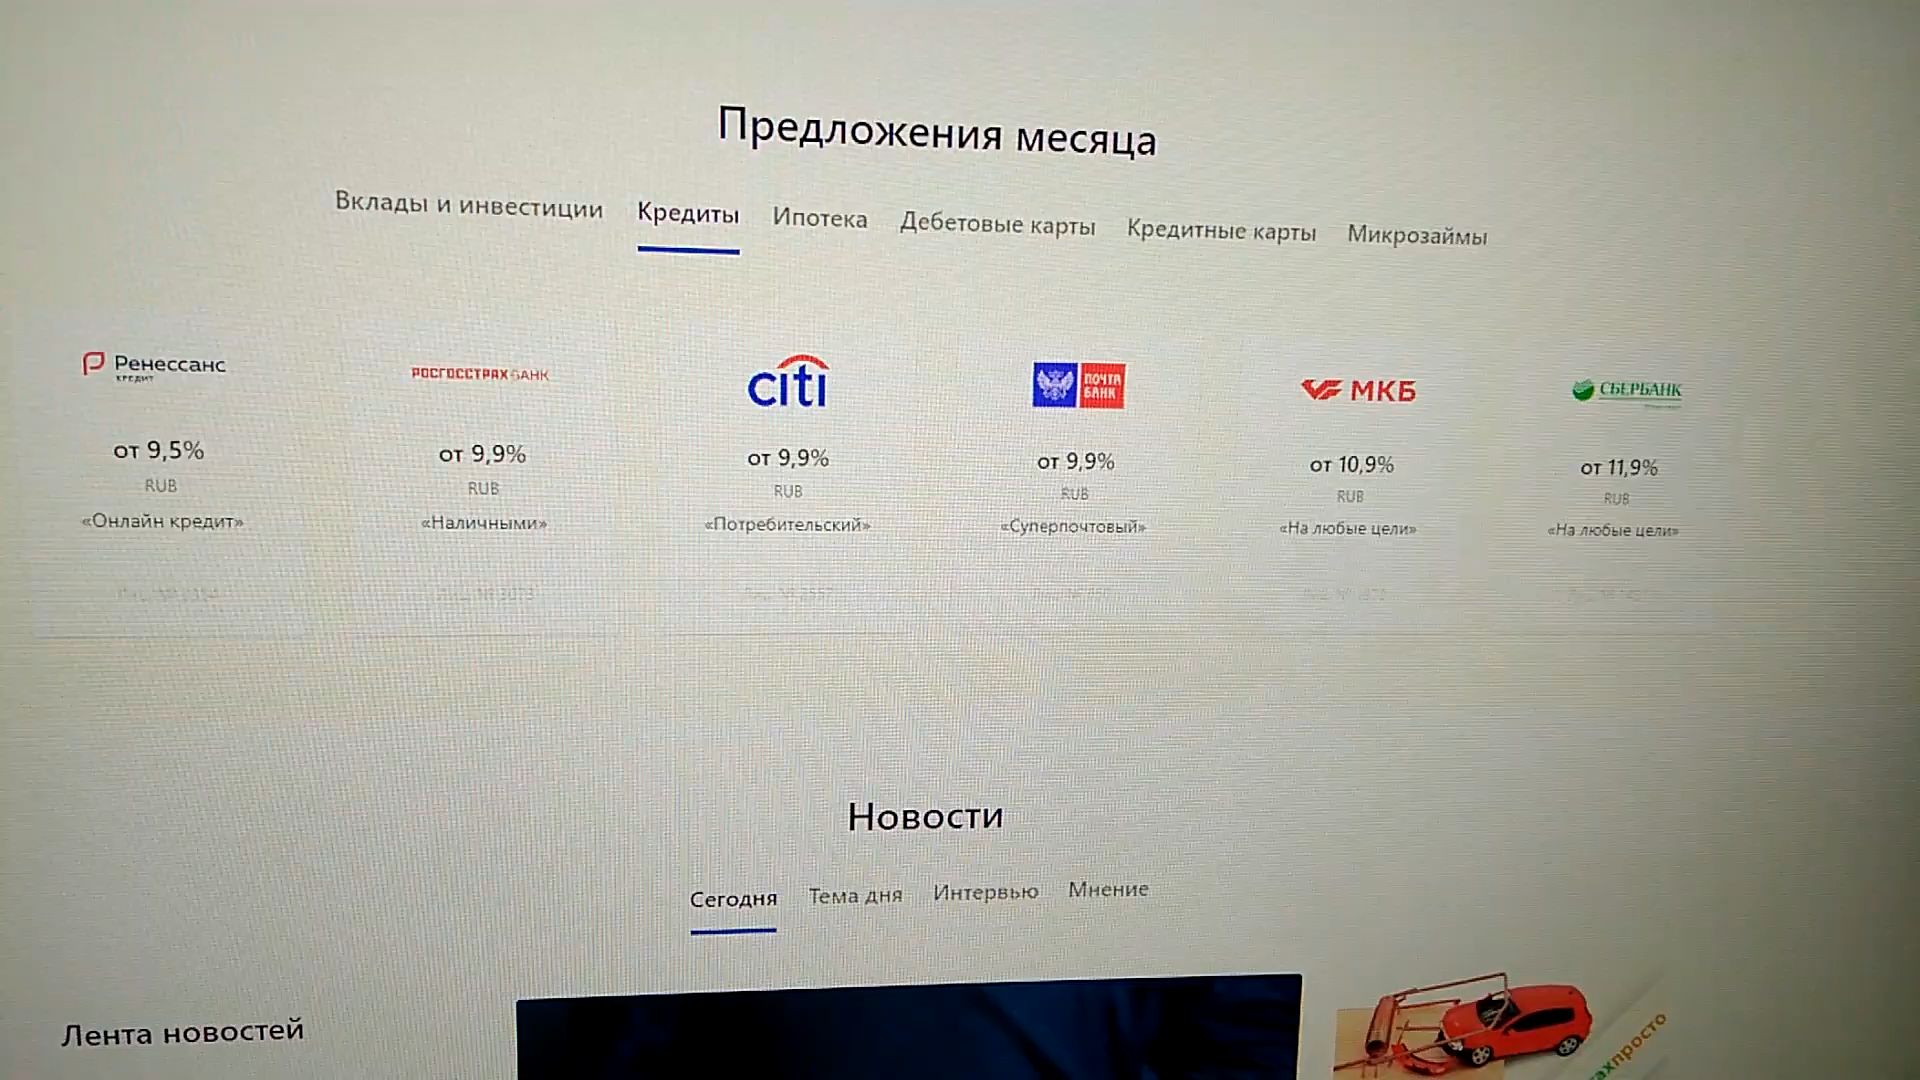 Предложения месяца
Вклады и инвестиции Кредиты Ипотека Дебетовые карты Кредитные карты Микрозаймы
Ренессанс
кредит
РОСГОССТРАХ БАНК
citi
ПОЧТА
БАНК
МКБ
СБЕРБАНК
от 9,5% от 9,9% от 9,9% от 9,9% от 10,9% от 11,9%
RUB RUB RUB RUB RUB RUB
«Онлайн кредит» «Наличными» «Потребительский» «Суперпочтовый» «На любые цели» «На любые цели»
Новости
Сегодня Тема дня Интервью Мнение
Лента новостей